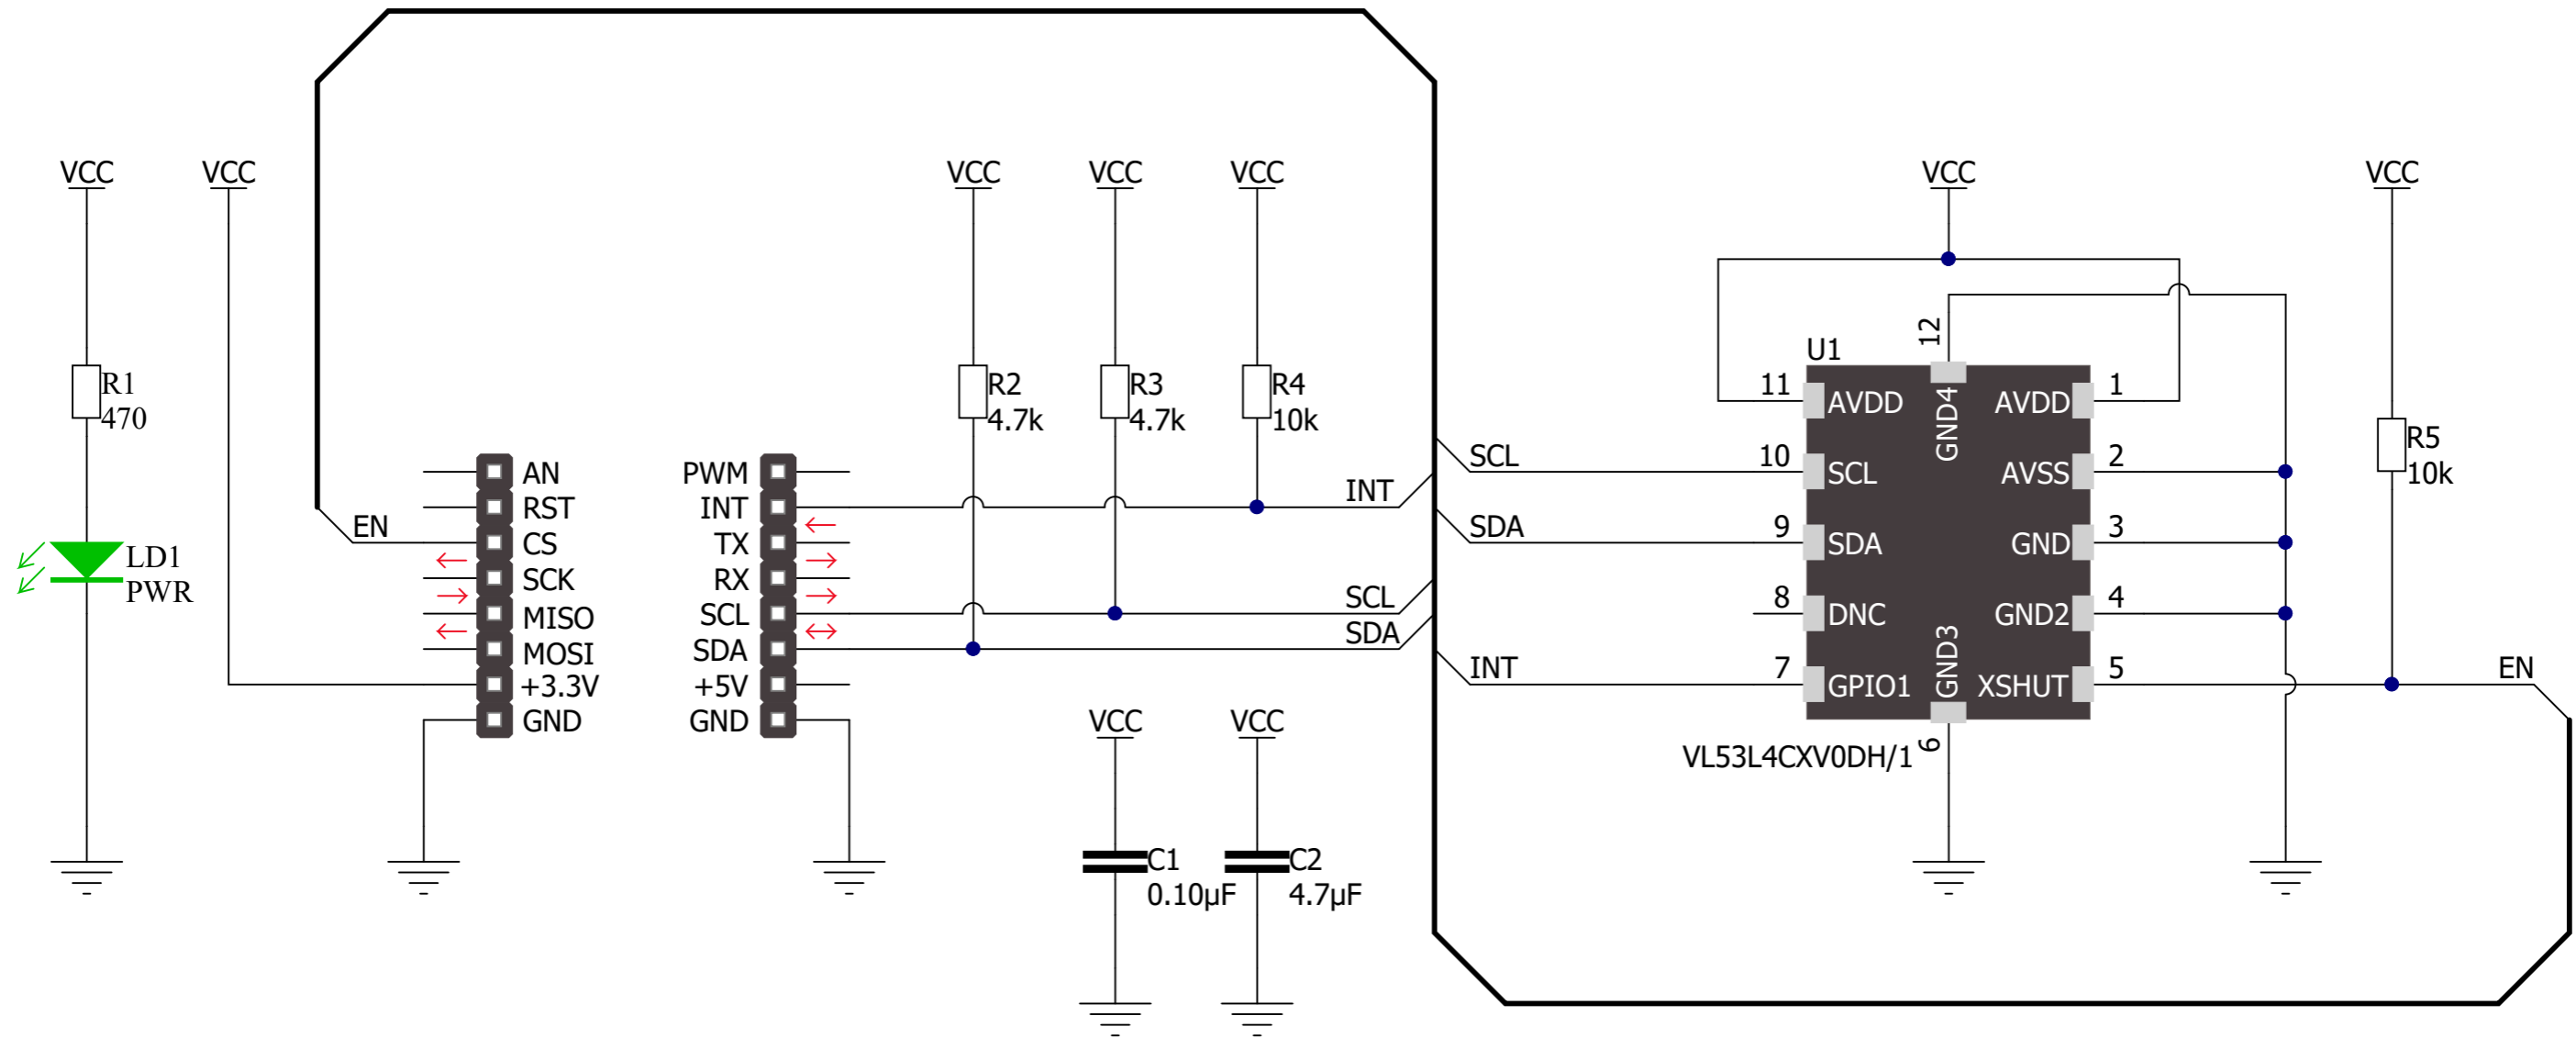 VCC
VCC
VCC
VCC
VCC
VCC
VCC
R1
470
LD1
PWR
EN
AN
RST
CS
SCK
MISO
MOSI
+3.3V
GND
PWM
INT
TX
RX
SCL
SDA
+5V
GND
R2
4.7k
R3
4.7k
R4
10k
INT
SCL
SDA
VCC
VCC
C1
0.10µF
C2
4.7µF
SCL
SDA
INT
U1
11
10
9
8
7
12
1
2
3
4
5
6
AVDD
SCL
SDA
DNC
GPIO1
GND4
GND3
AVDD
AVSS
GND
GND2
XSHUT
VL53L4CXV0DH/1
R5
10k
EN